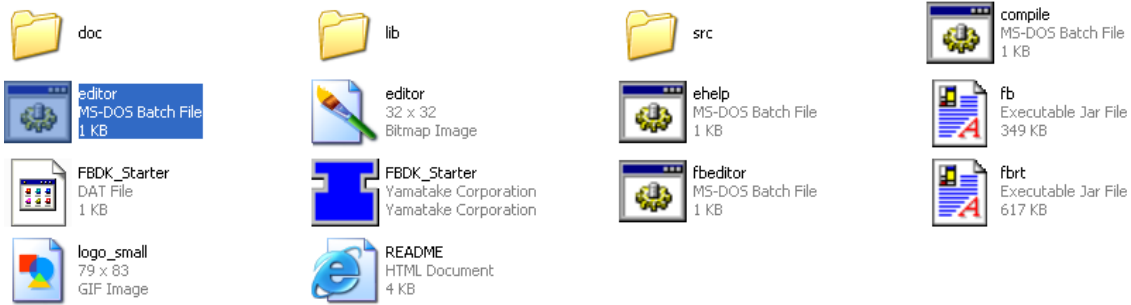 doc
lib
src
compile
MS-DOS Batch File
1 KB
editor
MS-DOS Batch File
1 KB
editor
32 x 32
Bitmap Image
ehelp
MS-DOS Batch File
1 KB
fb
Executable Jar File
349 KB
FBDK_Starter
DAT File
1 KB
FBDK_Starter
Yamatake Corporation
Yamatake Corporation
fbeditor
MS-DOS Batch File
1 KB
fbrt
Executable Jar File
617 KB
logo_small
79 x 83
GIF Image
README
HTML Document
4 KB